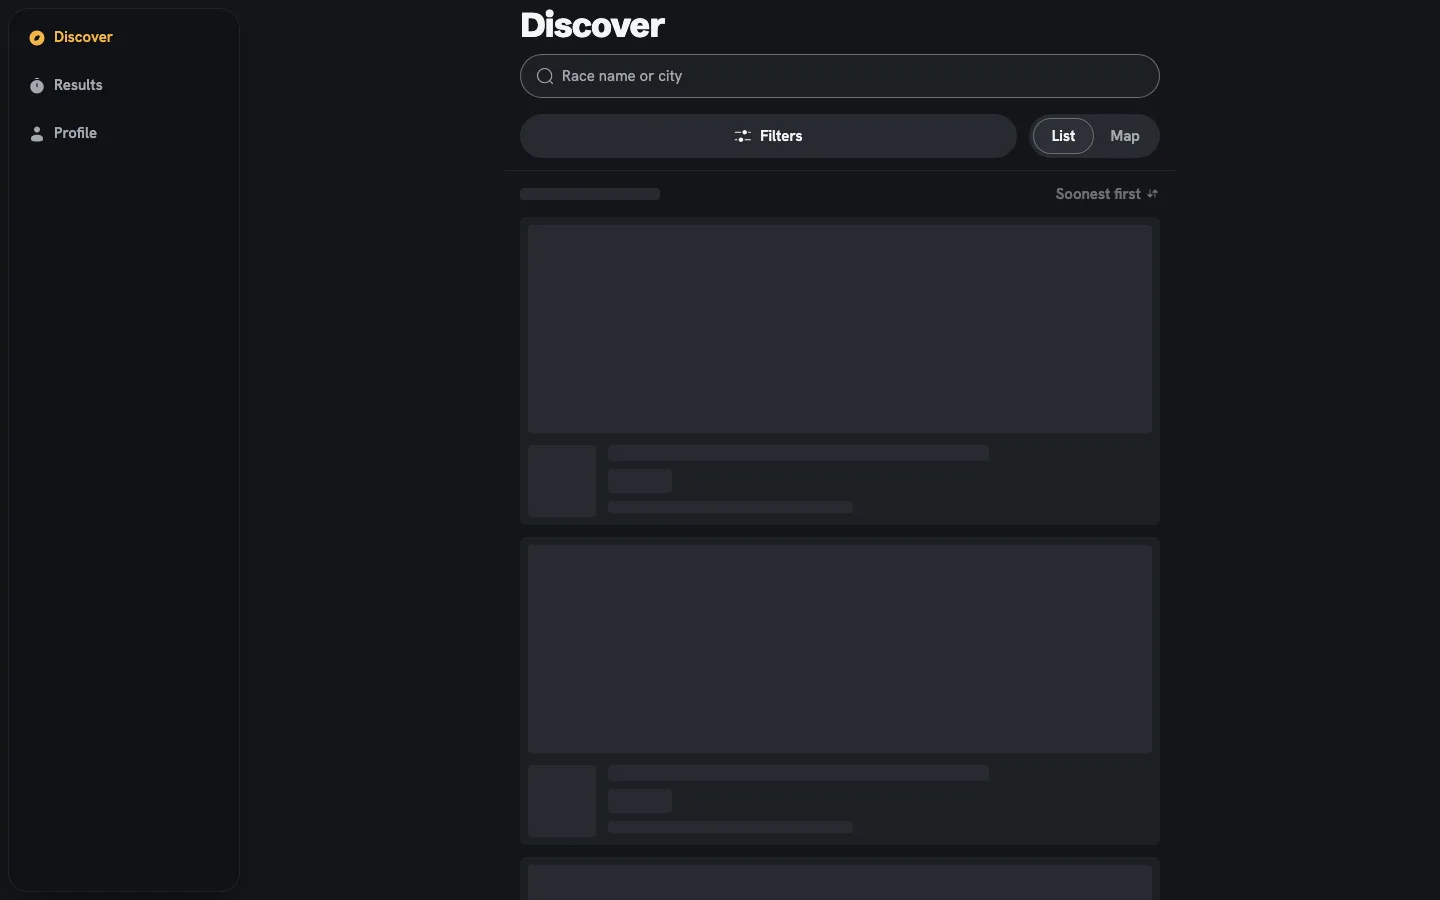 Discover
Results
Profile
Discover
Race name or city
Filters
List
Map
Soonest first